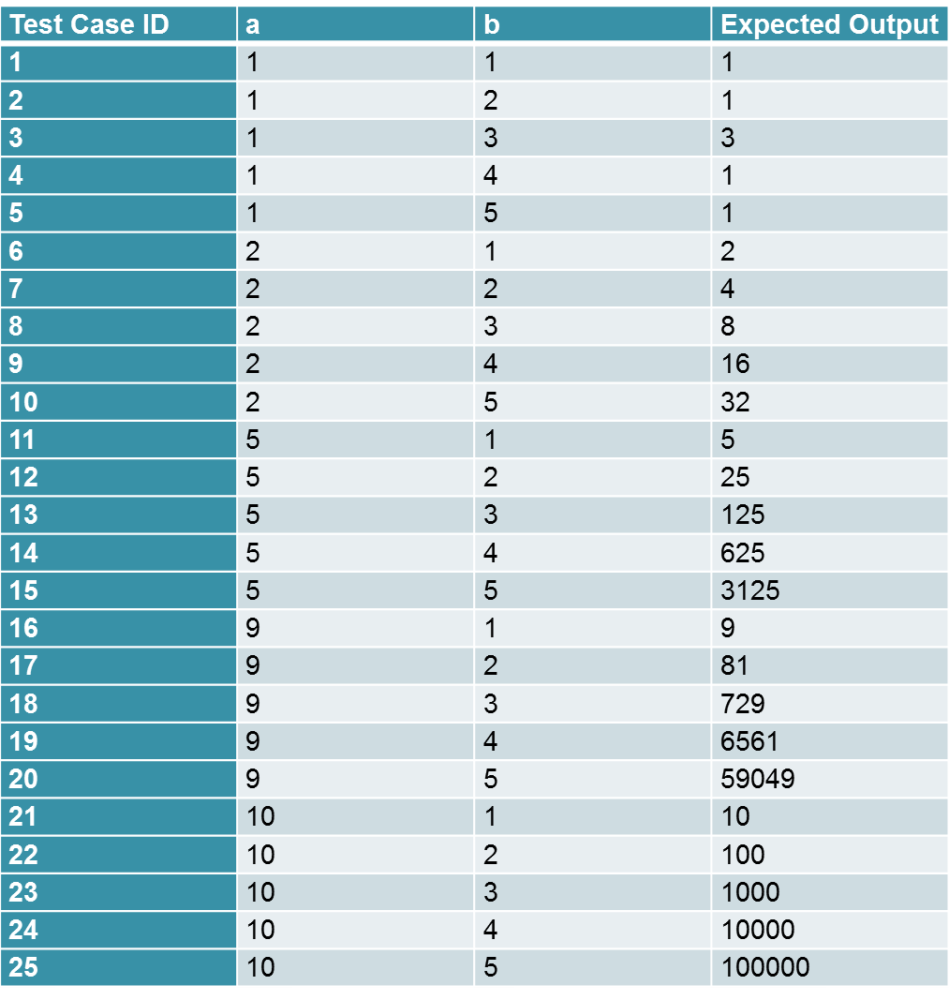 Test Case ID a b Expected Output
1 1 1 1
2 1 2 1
3 1 3 3
4 1 4 1
5 1 5 1
6 2 1 2
7 2 2 4
8 2 3 8
9 2 4 16
10 2 5 32
11 5 1 5
12 5 2 25
13 5 3 125
14 5 4 625
15 5 5 3125
16 9 1 9
17 9 2 81
18 9 3 729
19 9 4 6561
20 9 5 59049
21 10 1 10
22 10 2 100
23 10 3 1000
24 10 4 10000
25 10 5 100000